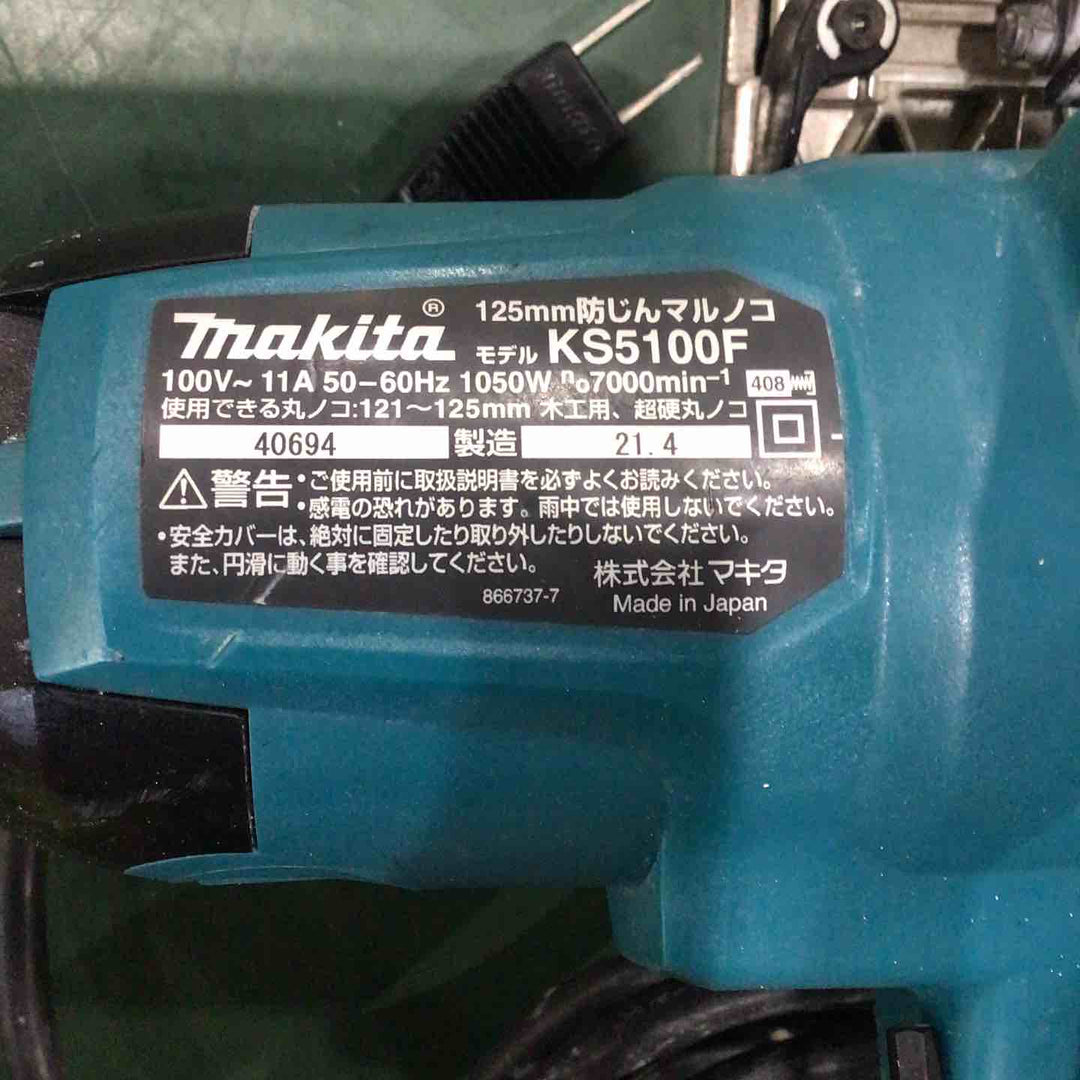 makita
makita® 125mm防じんマルノコ
モデル KS5100F
100V~ 11A 50-60Hz 1050W n₀7000min⁻¹ 408
使用できる丸ノコ:121~125mm 木工用、超硬丸ノコ
40694 製造 21.4
⚠警告 •ご使用前に取扱説明書を必ずよくお読みください。
•感電の恐れがあります。雨中では使用しないでください。
•安全カバーは、絶対に固定したり取り外したりしないでください。
また、円滑に動く事を確認してください。
866737-7
株式会社 マキタ
Made in Japan